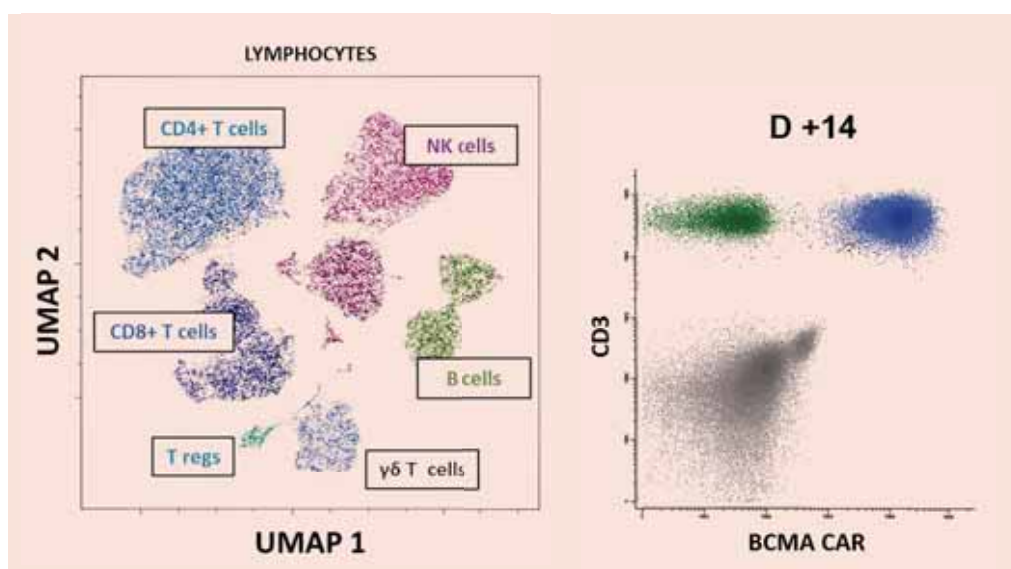 LYMPHOCYTES
CD4+ T cells
NK cells
CD8+ T cells
B cells
T regs
γδ T cells
UMAP 2
UMAP 1
D +14
CD3
BCMA CAR